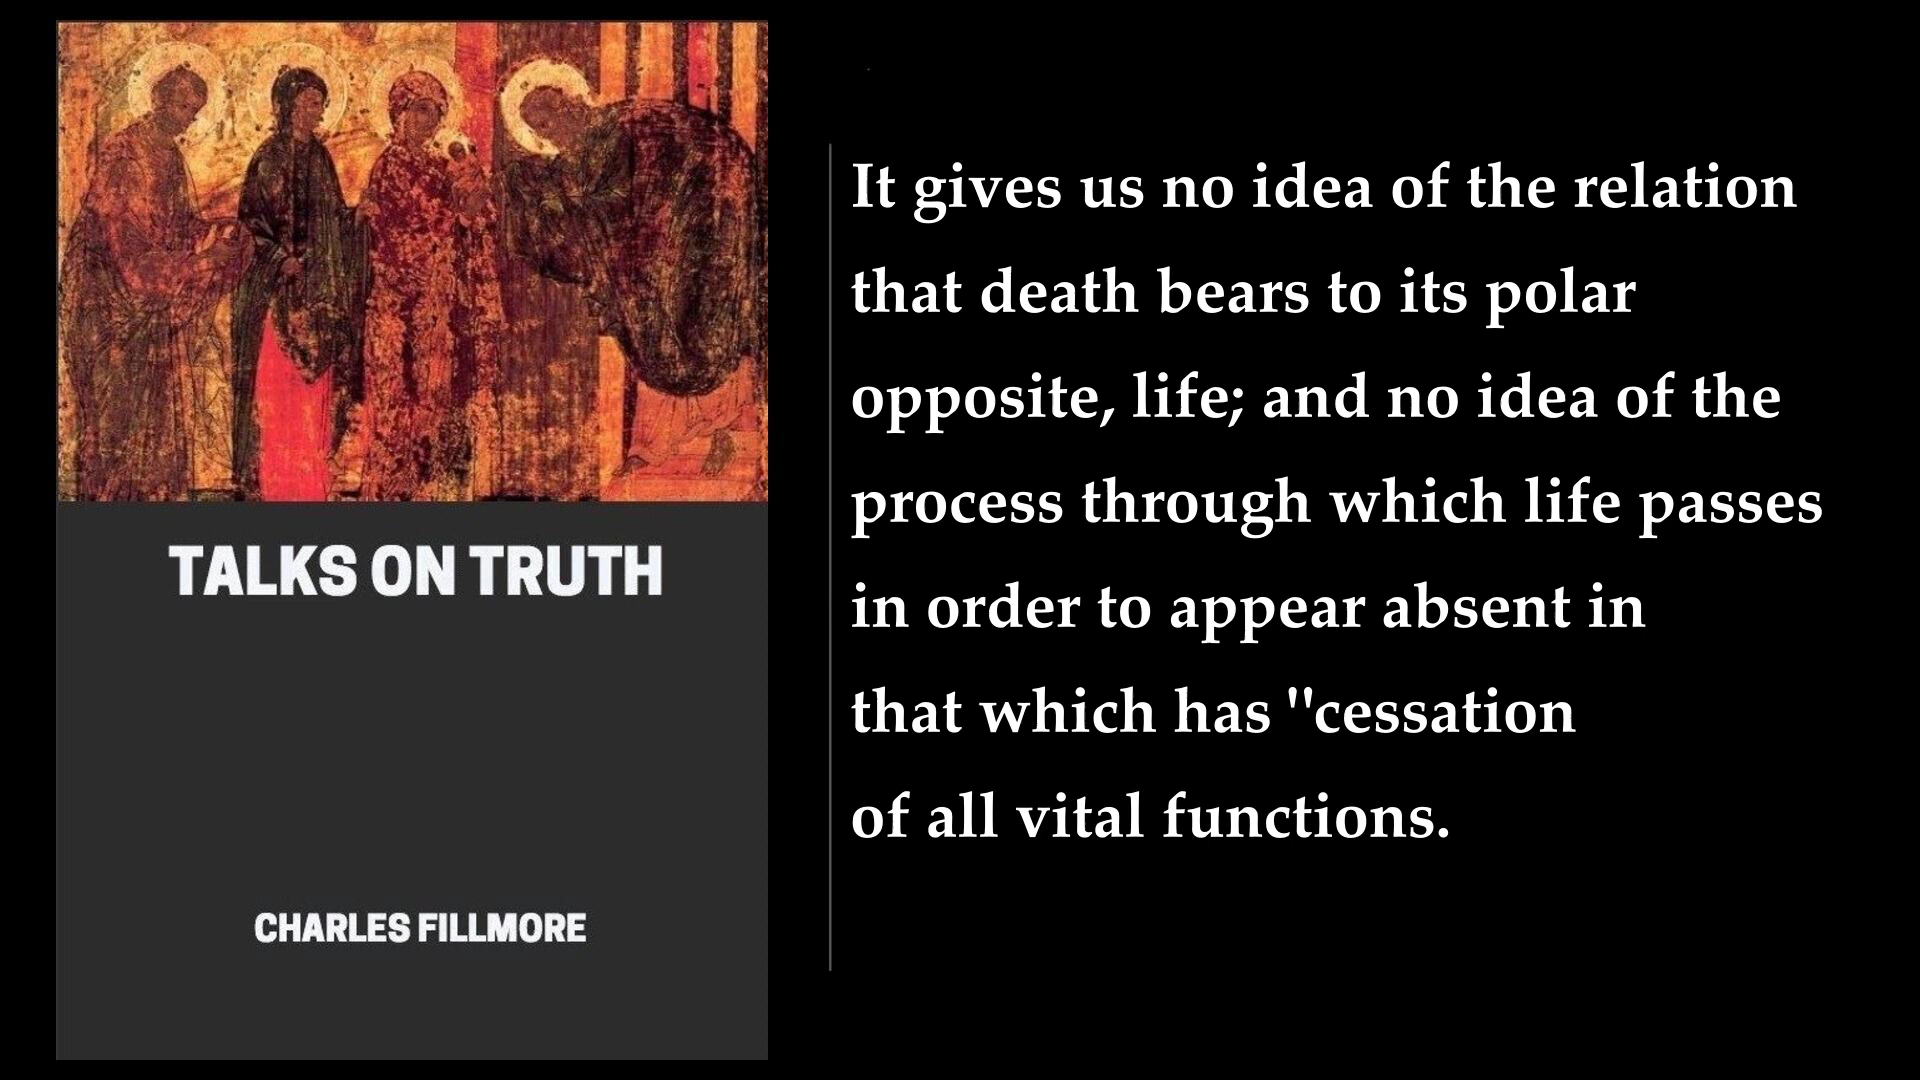 TALKS ON TRUTH
CHARLES FILLMORE
It gives us no idea of the relation
that death bears to its polar
opposite, life; and no idea of the
process through which life passes
in order to appear absent in
that which has "cessation
of all vital functions.